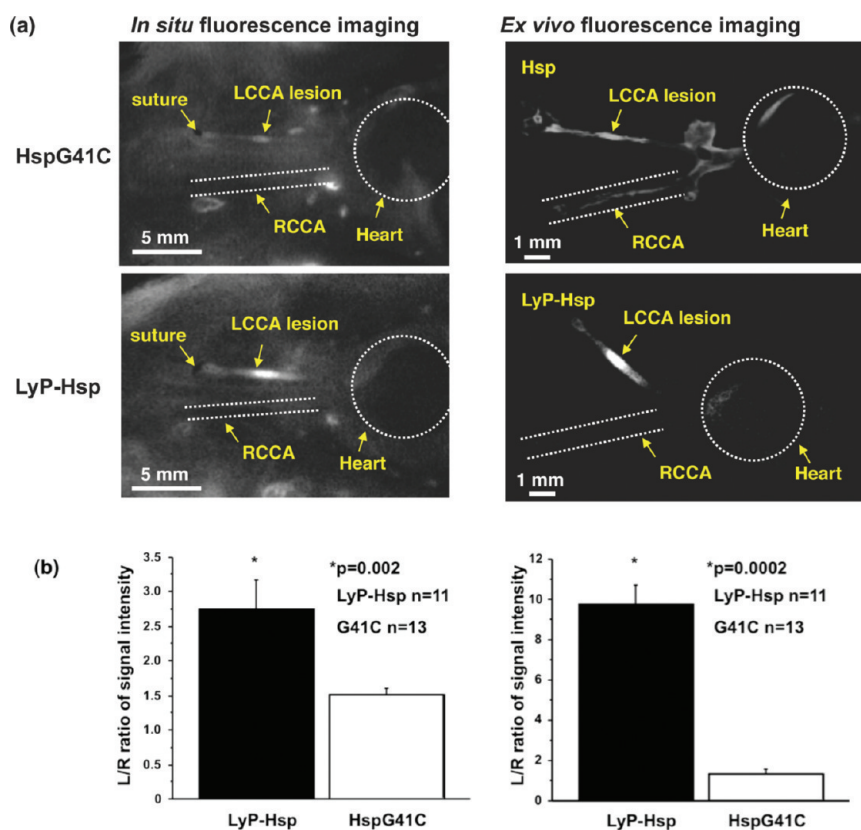 (a)
In situ fluorescence imaging
Ex vivo fluorescence imaging
HspG41C
suture
LCCA lesion
RCCA
Heart
5 mm
Hsp
LCCA lesion
RCCA
Heart
1 mm
LyP-Hsp
suture
LCCA lesion
RCCA
Heart
5 mm
LyP-Hsp
LCCA lesion
RCCA
Heart
1 mm
(b)
L/R ratio of signal intensity
3.5
3.0
2.5
2.0
1.5
1.0
0.5
0
*
*p=0.002
LyP-Hsp n=11
G41C n=13
LyP-Hsp
HspG41C
L/R ratio of signal intensity
12
10
8
6
4
2
0
*
*p=0.0002
LyP-Hsp n=11
G41C n=13
LyP-Hsp
HspG41C